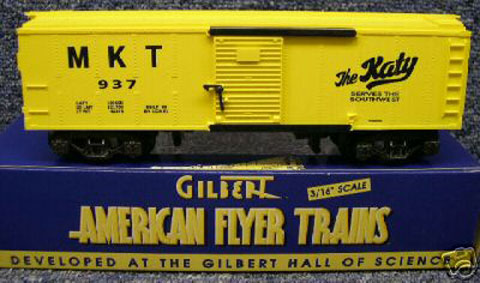 MKT
937
The Katy
SERVES THE
SOUTHWEST
GILBERT
3/16" SCALE
AMERICAN FLYER TRAINS
DEVELOPED AT THE GILBERT HALL OF SCIENCE